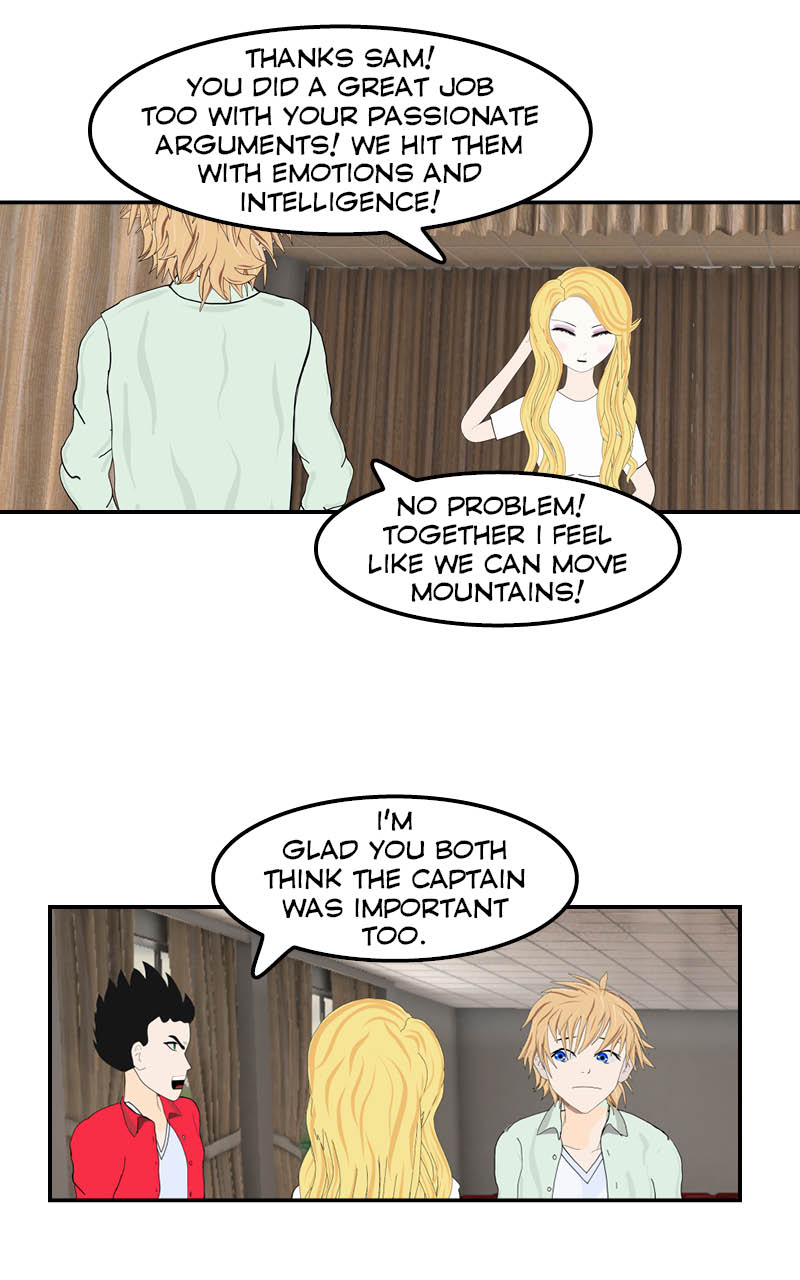 THANKS SAM!
YOU DID A GREAT JOB
TOO WITH YOUR PASSIONATE
ARGUMENTS! WE HIT THEM
WITH EMOTIONS AND
INTELLIGENCE!
NO PROBLEM!
TOGETHER I FEEL
LIKE WE CAN MOVE
MOUNTAINS!
I'M
GLAD YOU BOTH
THINK THE CAPTAIN
WAS IMPORTANT
TOO.